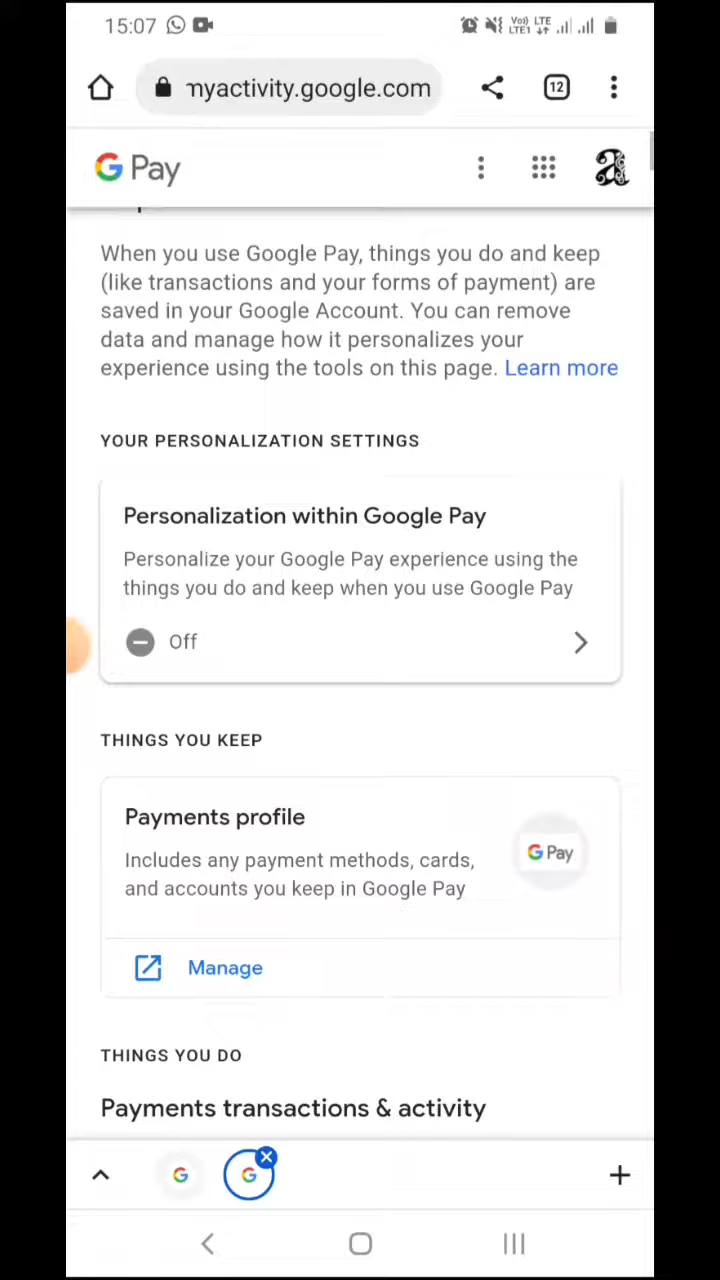 15:07
Vo) LTE
LTE1
myactivity.google.com
12
G Pay
When you use Google Pay, things you do and keep
(like transactions and your forms of payment) are
saved in your Google Account. You can remove
data and manage how it personalizes your
experience using the tools on this page. Learn more
YOUR PERSONALIZATION SETTINGS
Personalization within Google Pay
Personalize your Google Pay experience using the
things you do and keep when you use Google Pay
Off
THINGS YOU KEEP
Payments profile
Includes any payment methods, cards,
and accounts you keep in Google Pay
G Pay
Manage
THINGS YOU DO
Payments transactions & activity